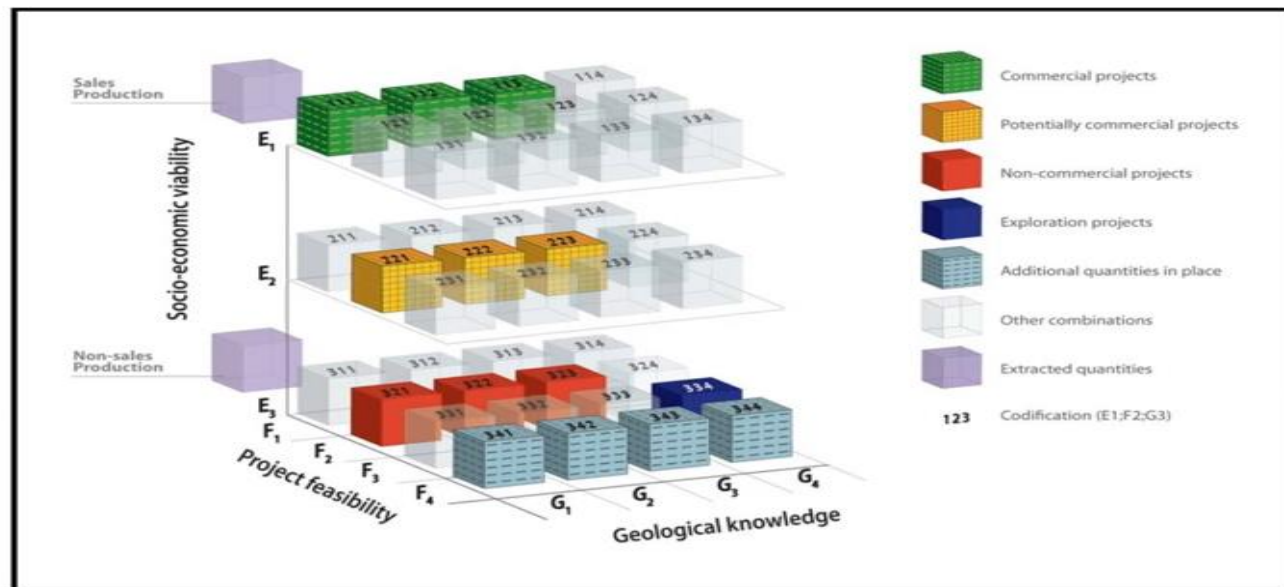 Sales
Production
E1
Socio-economic viability
E2
Non-sales
Production
E3
F1
F2
F3
F4
Project feasibility
G1
G2
G3
G4
Geological knowledge
111 112 113 114
121 122 123 124
131 132 133 134
211 212 213 214
221 222 223 224
231 232 233 234
311 312 313 314
321 322 323 324
331 332 333 334
341 342 343 344
Commercial projects
Potentially commercial projects
Non-commercial projects
Exploration projects
Additional quantities in place
Other combinations
Extracted quantities
123 Codification (E1;F2;G3)